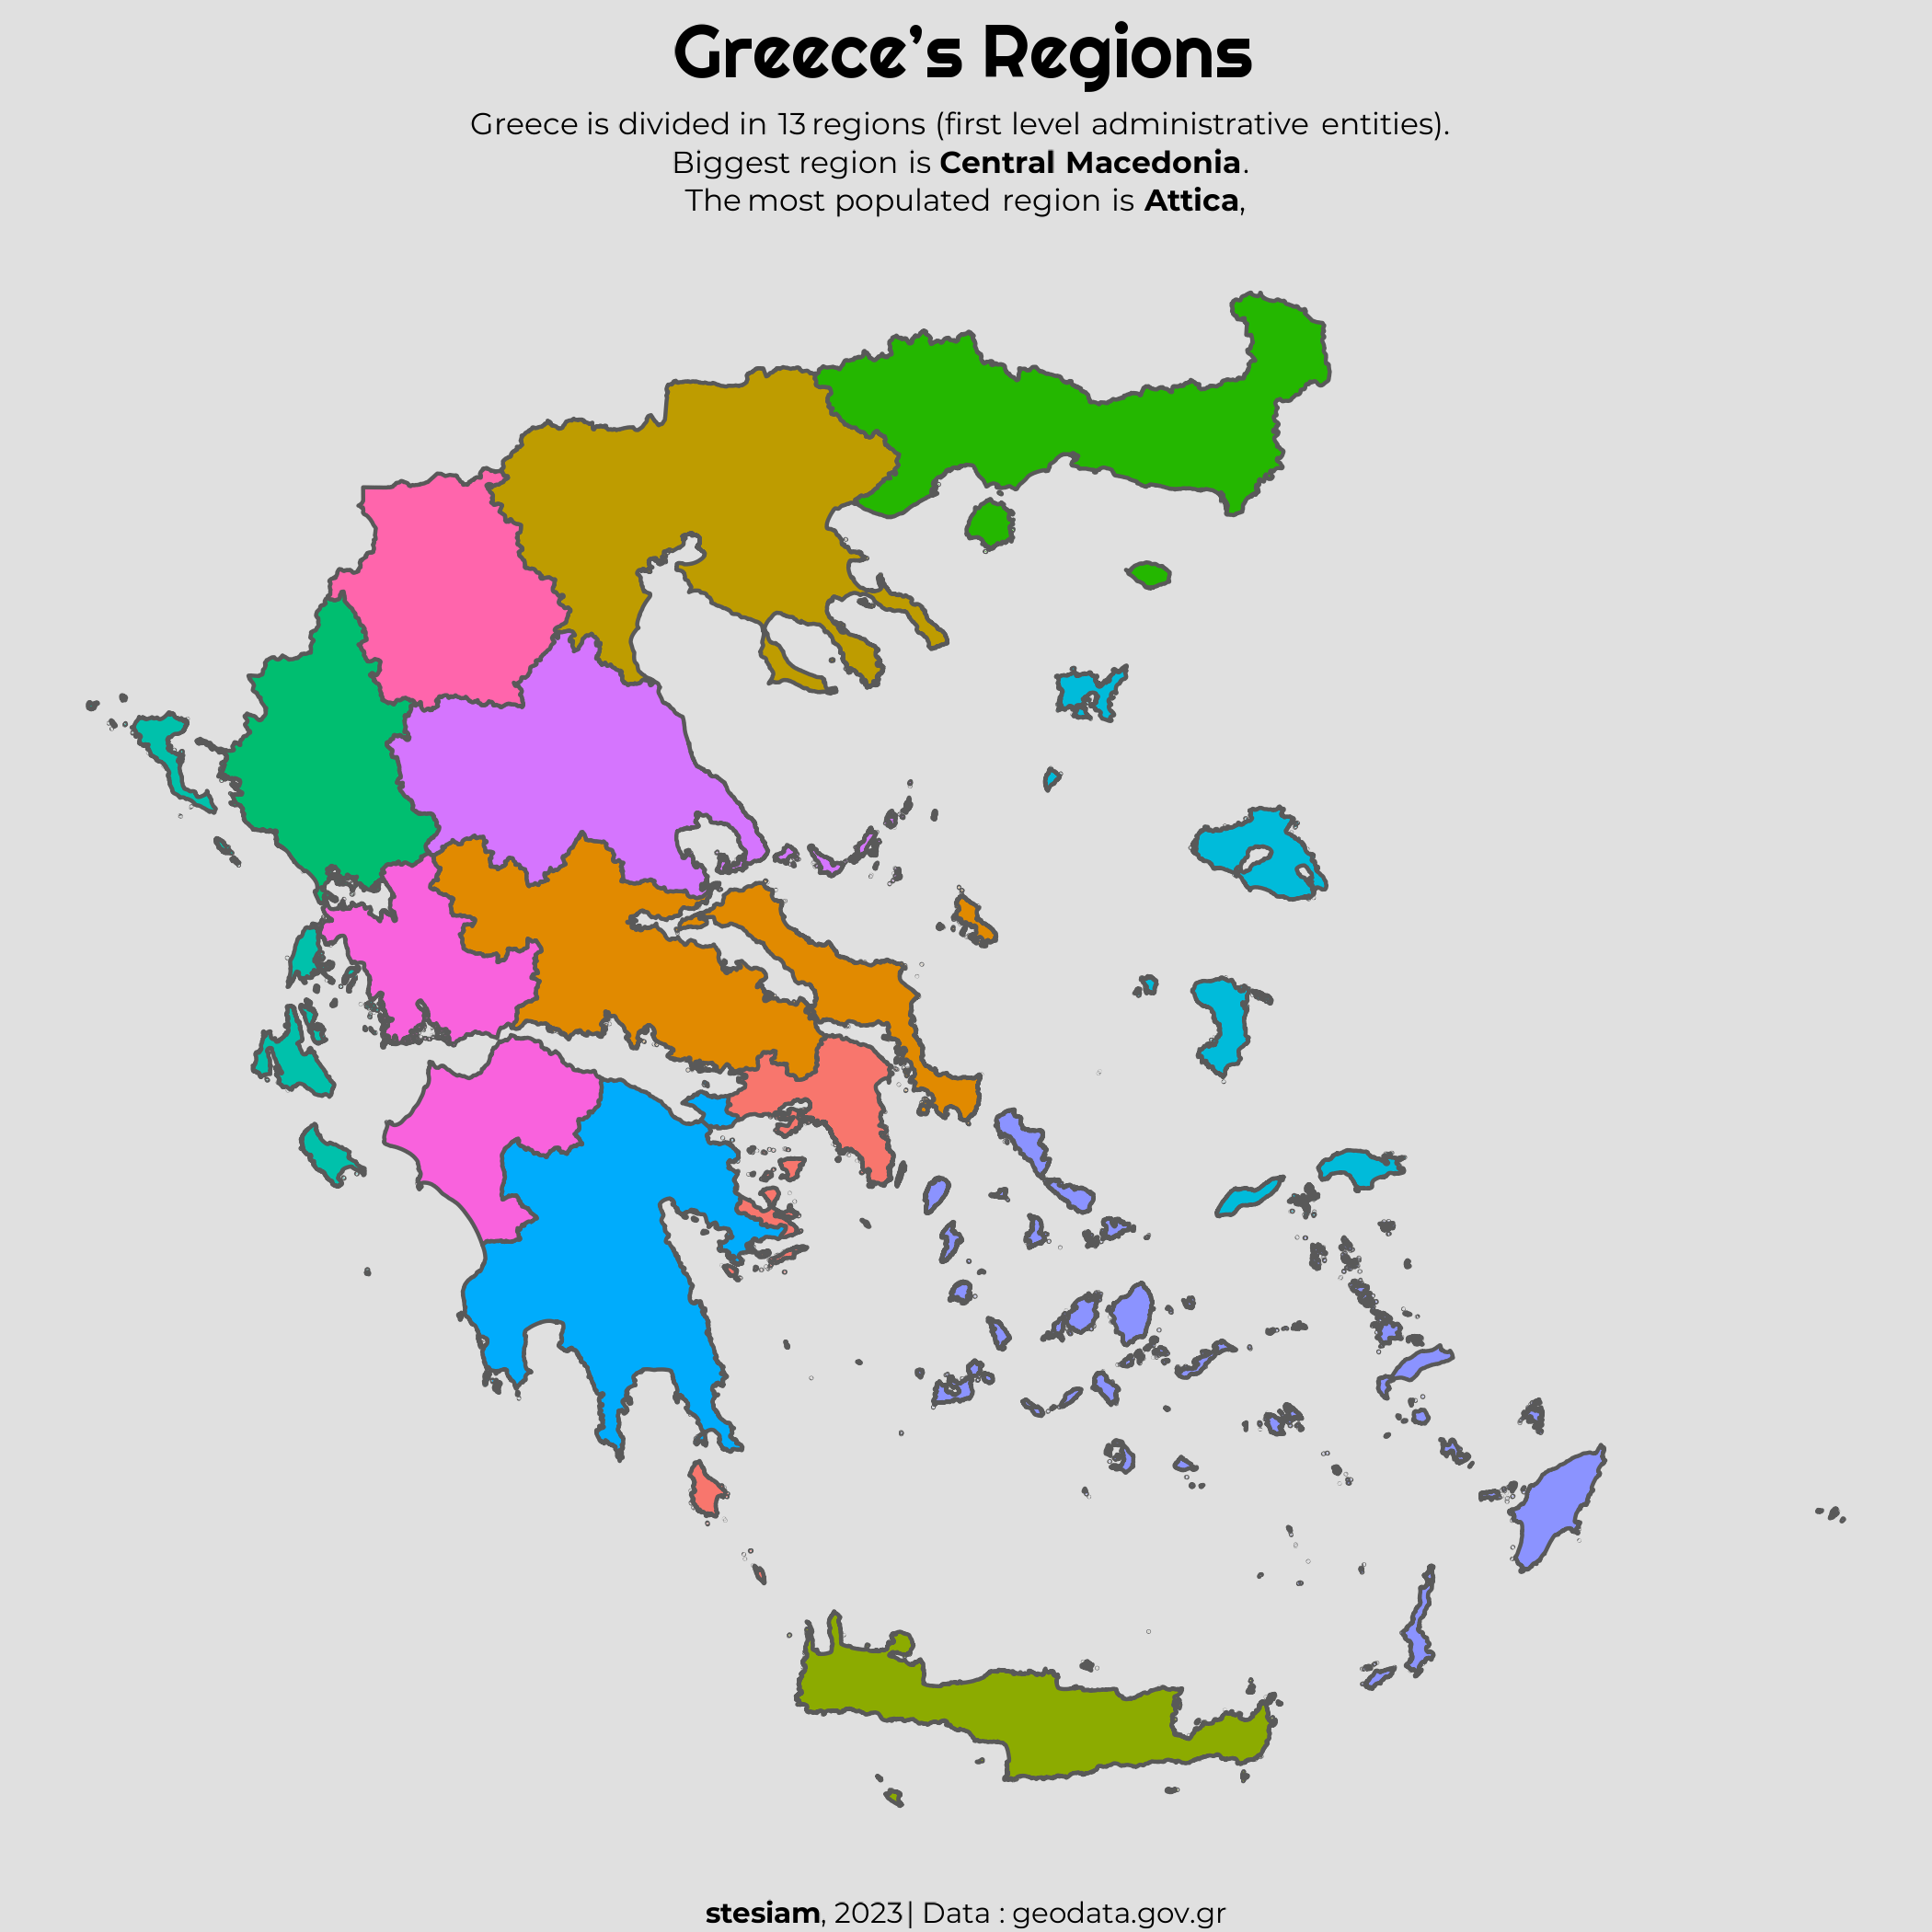 Greece's Regions
Greece is divided in 13 regions (first level administrative entities).
Biggest region is Central Macedonia.
The most populated region is Attica,
stesiam, 2023| Data : geodata.gov.gr